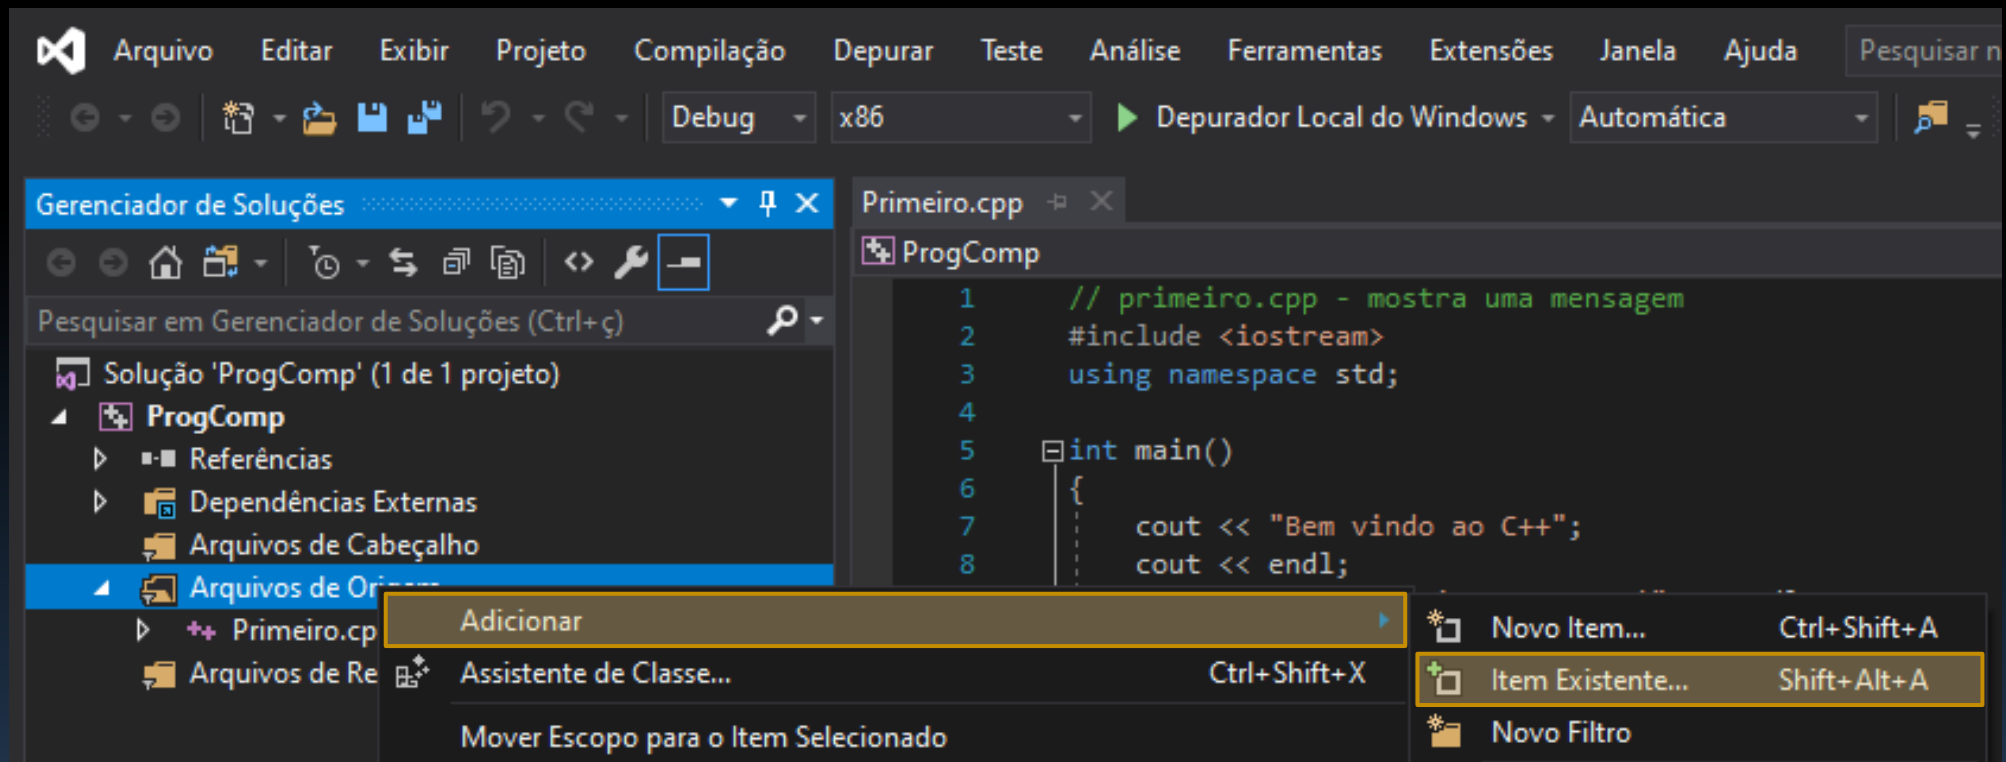 Arquivo Editar Exibir Projeto Compilação Depurar Teste Análise Ferramentas Extensões Janela Ajuda Pesquisar
Debug x86 Depurador Local do Windows Automática
Gerenciador de Soluções
Pesquisar em Gerenciador de Soluções (Ctrl+ç)
Solução 'ProgComp' (1 de 1 projeto)
ProgComp
Referências
Dependências Externas
Arquivos de Cabeçalho
Arquivos de
Primeiro.cp
Arquivos de Re
Primeiro.cpp
ProgComp
1 // primeiro.cpp - mostra uma mensagem
2 #include <iostream>
3 using namespace std;
4
5 int main()
6 {
7 cout << "Bem vindo ao C++";
8 cout << endl;
Adicionar
Assistente de Classe... Ctrl+Shift+X
Mover Escopo para o Item Selecionado
Novo Item... Ctrl+Shift+A
Item Existente... Shift+Alt+A
Novo Filtro